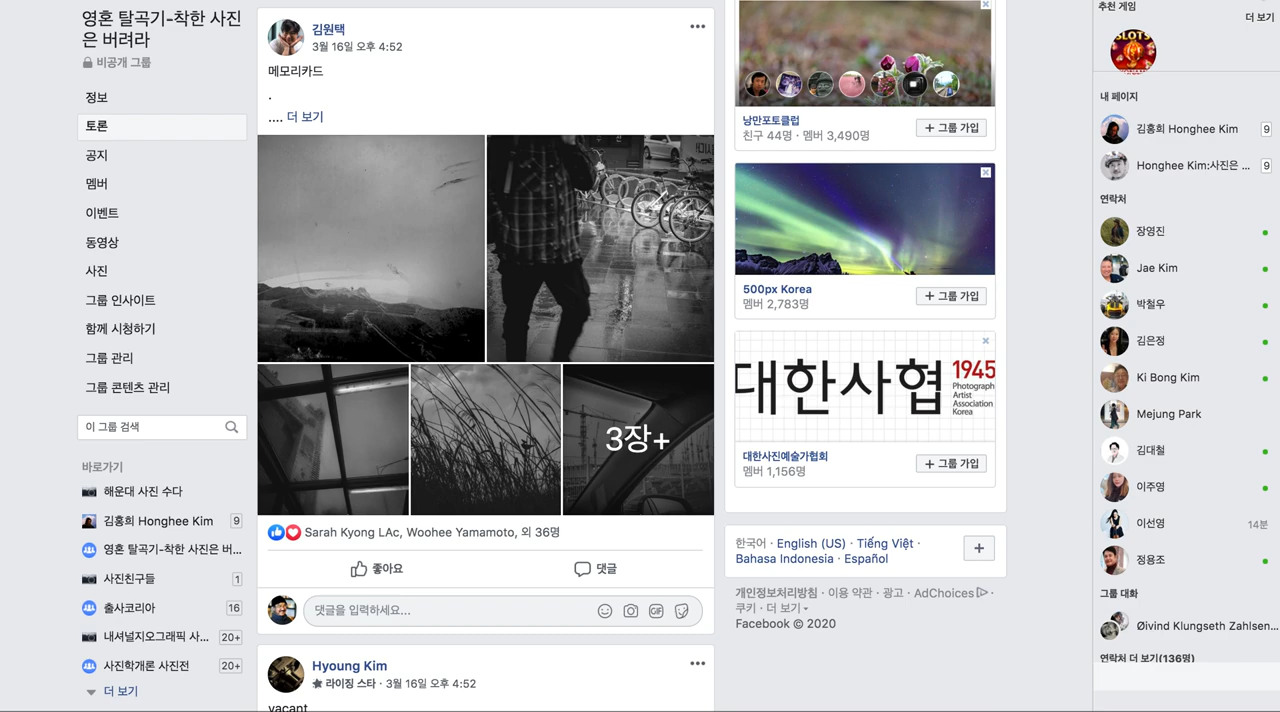 영혼 탈곡기-착한 사진
은 버려라
비공개 그룹
정보
토론
공지
멤버
이벤트
동영상
사진
그룹 인사이트
함께 시청하기
그룹 관리
그룹 콘텐츠 관리
이 그룹 검색
바로가기
해운대 사진 수다
김홍희 Honghee Kim 9
영혼 탈곡기-착한 사진은 버...
사진친구들 1
출사코리아 16
내셔널지오그래픽 사... 20+
사진학개론 사진전 20+
더 보기
김원택
3월 16일 오후 4:52
메모리카드
.
.... 더 보기
3장+
Sarah Kyong LAc, Woohee Yamamoto, 외 36명
좋아요 댓글
댓글을 입력하세요...
GIF
Hyoung Kim
라이징 스타 · 3월 16일 오후 4:52
vacant
낭만포토클럽
친구 44명 · 멤버 3,490명
+ 그룹 가입
500px Korea
멤버 2,783명
+ 그룹 가입
대한사협
1945
Photograph
Artist
Association
Korea
대한사진예술가협회
멤버 1,156명
+ 그룹 가입
한국어 · English (US) · Tiếng Việt ·
Bahasa Indonesia · Español
+
개인정보처리방침 · 이용 약관 · 광고 · AdChoices ·
쿠키 · 더 보기
Facebook © 2020
추천 게임
더 보기
SLOTS
내 페이지
김홍희 Honghee Kim 9
Honghee Kim:사진은 ... 9
연락처
장영진
Jae Kim
박철우
김은정
Ki Bong Kim
Mejung Park
김대철
이주영
이선영 14분
정용조
그룹 대화
Øivind Klungseth Zahlsen...
연락처 더 보기(136명)